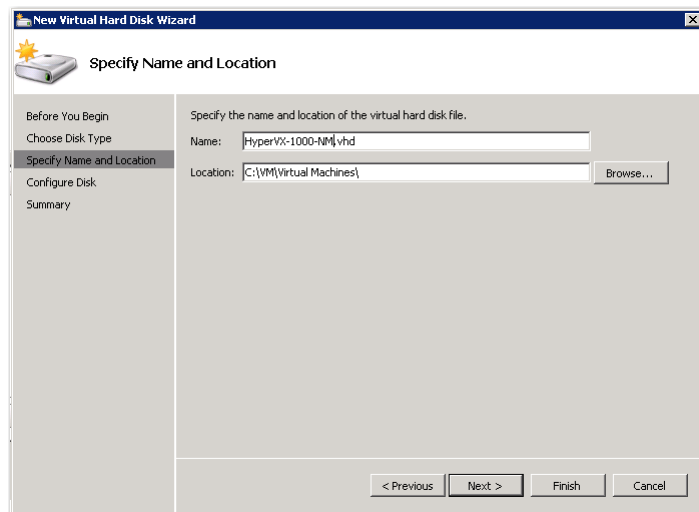 New Virtual Hard Disk Wizard
Specify Name and Location
Before You Begin
Choose Disk Type
Specify Name and Location
Configure Disk
Summary
Specify the name and location of the virtual hard disk file.
Name: HyperVX-1000-NM.vhd
Location: C:\VM\Virtual Machines\ Browse...
< Previous Next > Finish Cancel